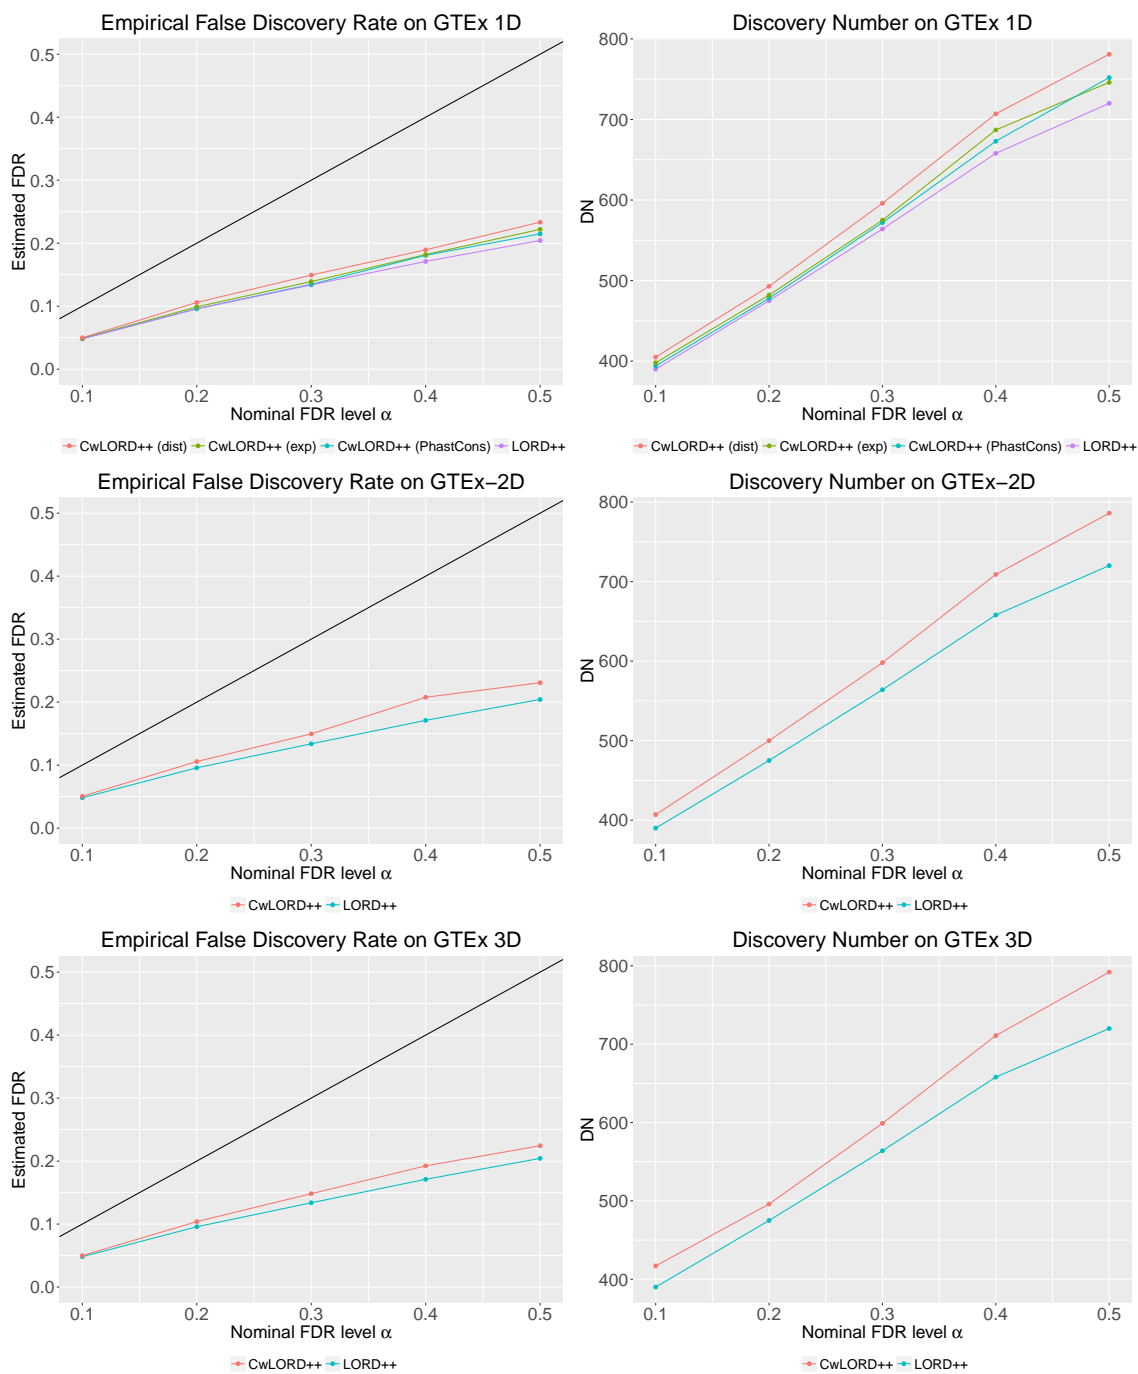 Empirical False Discovery Rate on GTEx 1D
Estimated FDR
0.5
0.4
0.3
0.2
0.1
0.0
0.1 0.2 0.3 0.4 0.5
Nominal FDR level α
CwLORD++ (dist) CwLORD++ (exp) CwLORD++ (PhastCons) LORD++
Discovery Number on GTEx 1D
DN
800
700
600
500
400
0.1 0.2 0.3 0.4 0.5
Nominal FDR level α
CwLORD++ (dist) CwLORD++ (exp) CwLORD++ (PhastCons) LORD++
Empirical False Discovery Rate on GTEx−2D
Estimated FDR
0.5
0.4
0.3
0.2
0.1
0.0
0.1 0.2 0.3 0.4 0.5
Nominal FDR level α
CwLORD++ LORD++
Discovery Number on GTEx−2D
DN
800
700
600
500
400
0.1 0.2 0.3 0.4 0.5
Nominal FDR level α
CwLORD++ LORD++
Empirical False Discovery Rate on GTEx 3D
Estimated FDR
0.5
0.4
0.3
0.2
0.1
0.0
0.1 0.2 0.3 0.4 0.5
Nominal FDR level α
CwLORD++ LORD++
Discovery Number on GTEx 3D
DN
800
700
600
500
400
0.1 0.2 0.3 0.4 0.5
Nominal FDR level α
CwLORD++ LORD++